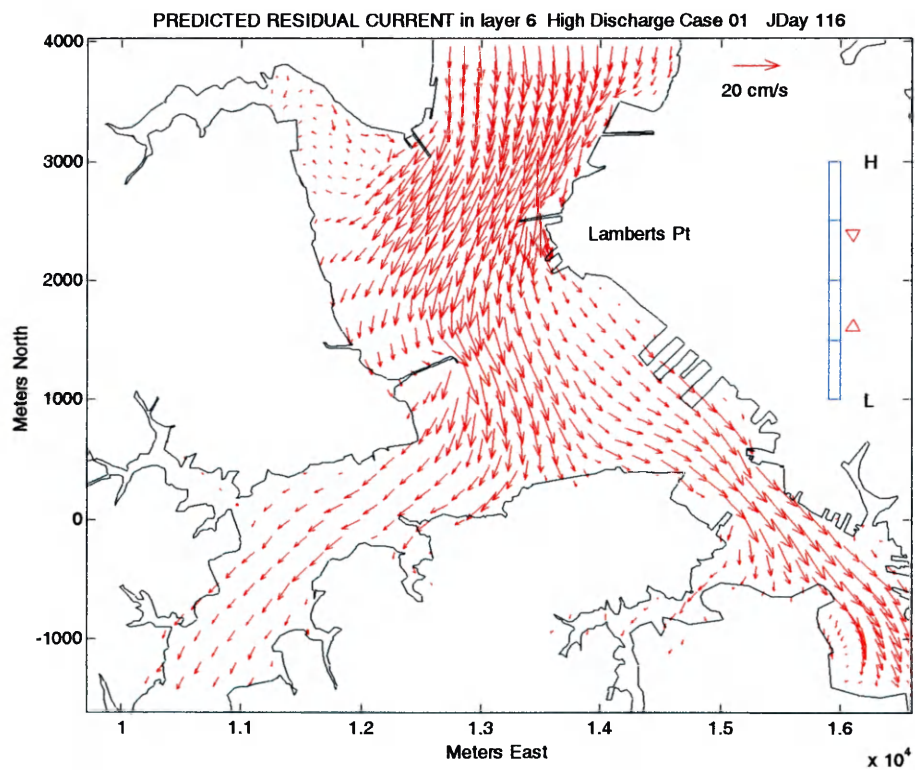 PREDICTED RESIDUAL CURRENT in layer 6 High Discharge Case 01 JDay 116
4000
3000
2000
1000
0
-1000
Meters North
20 cm/s
H
Lamberts Pt
L
1
1.1
1.2
1.3
1.4
1.5
1.6
Meters East
x 10^4